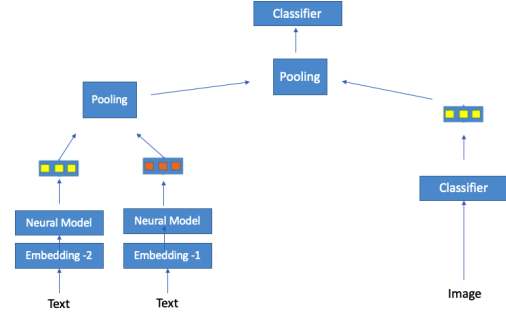 Classifier
Pooling
Pooling
Classifier
Neural Model
Neural Model
Embedding -2
Embedding -1
Text
Text
Image